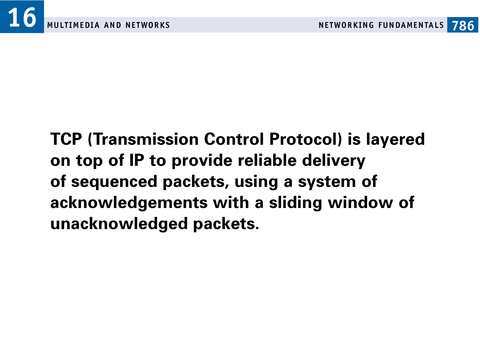 16
MULTIMEDIA AND NETWORKS
NETWORKING FUNDAMENTALS 786
TCP (Transmission Control Protocol) is layered
on top of IP to provide reliable delivery
of sequenced packets, using a system of
acknowledgements with a sliding window of
unacknowledged packets.